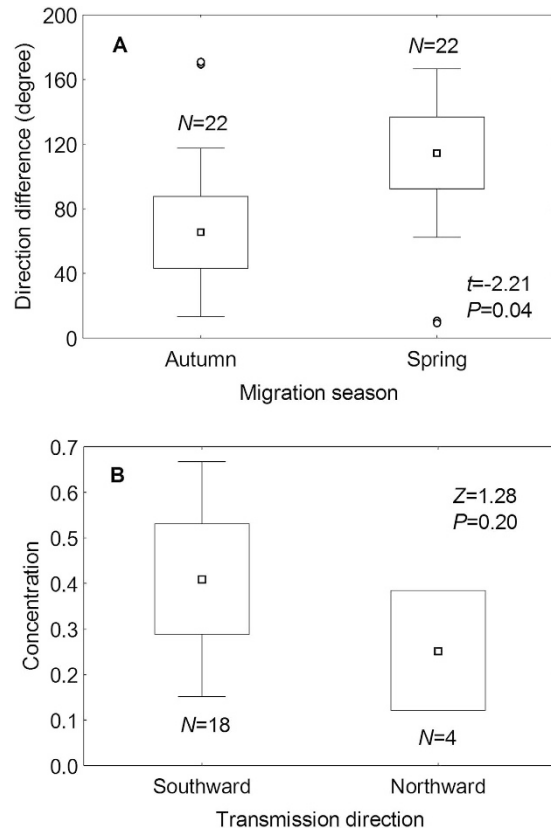 200
A
N=22
160
N=22
120
80
40
t=-2.21
P=0.04
0
Direction difference (degree)
Autumn
Spring
Migration season
0.7
B
0.6
Z=1.28
P=0.20
0.5
0.4
0.3
0.2
0.1
N=18
N=4
0.0
Concentration
Southward
Northward
Transmission direction